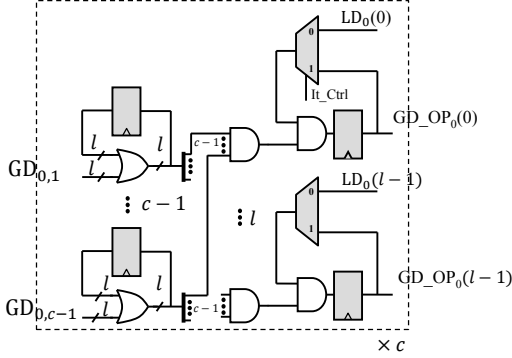 LD₀(0)
0
1
It_Ctrl
GD_OP₀(0)
l
l
l
GD₀,₁
c−1
⋮ c − 1
⋮ l
LD₀(l−1)
0
1
GD_OP₀(l−1)
l
l
l
GD₀,c−1
c−1
× c